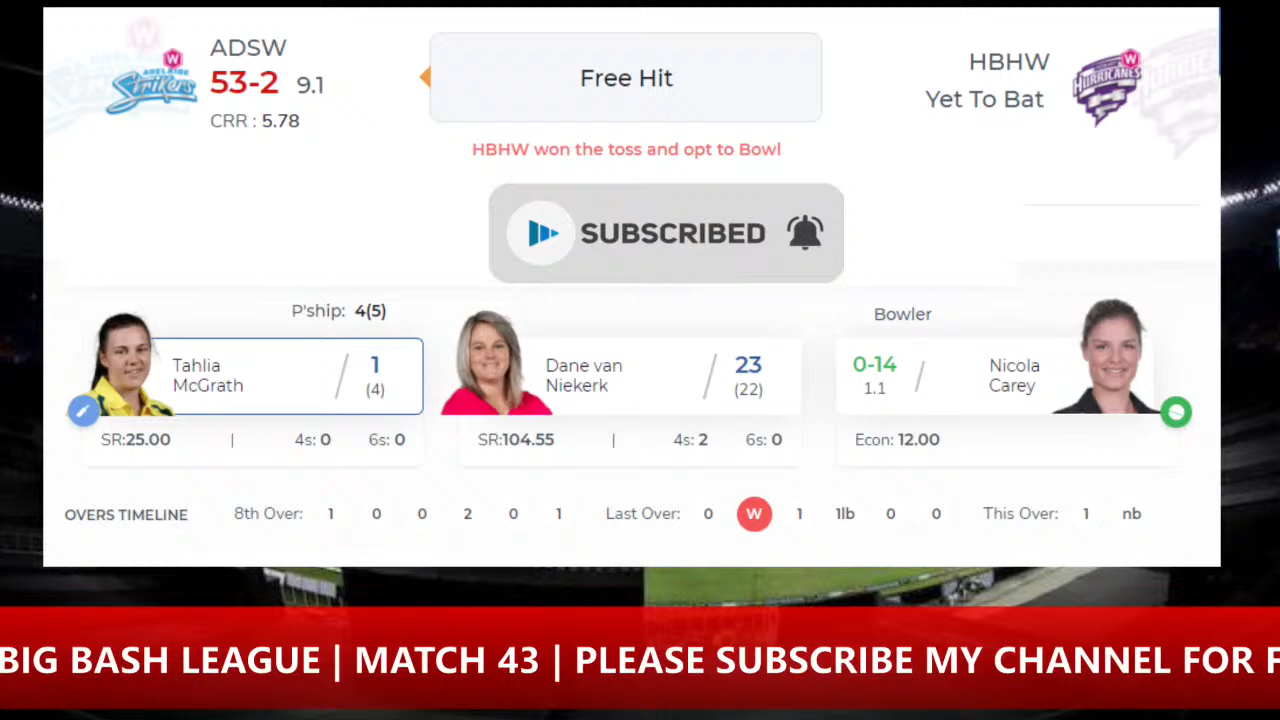 ADSW
53-2 9.1
CRR : 5.78
ADELAIDE
Strikers
W
Free Hit
HBHW won the toss and opt to Bowl
HBHW
Yet To Bat
HURRICANES
W
SUBSCRIBED
P'ship: 4(5)
Tahlia
McGrath
/ 1
(4)
SR:25.00 | 4s: 0 6s: 0
Dane van
Niekerk
/ 23
(22)
SR:104.55 | 4s: 2 6s: 0
Bowler
0-14
1.1
/
Nicola
Carey
Econ: 12.00
OVERS TIMELINE 8th Over: 1 0 0 2 0 1 Last Over: 0 W 1 1lb 0 0 This Over: 1 nb
BIG BASH LEAGUE | MATCH 43 | PLEASE SUBSCRIBE MY CHANNEL FOR F